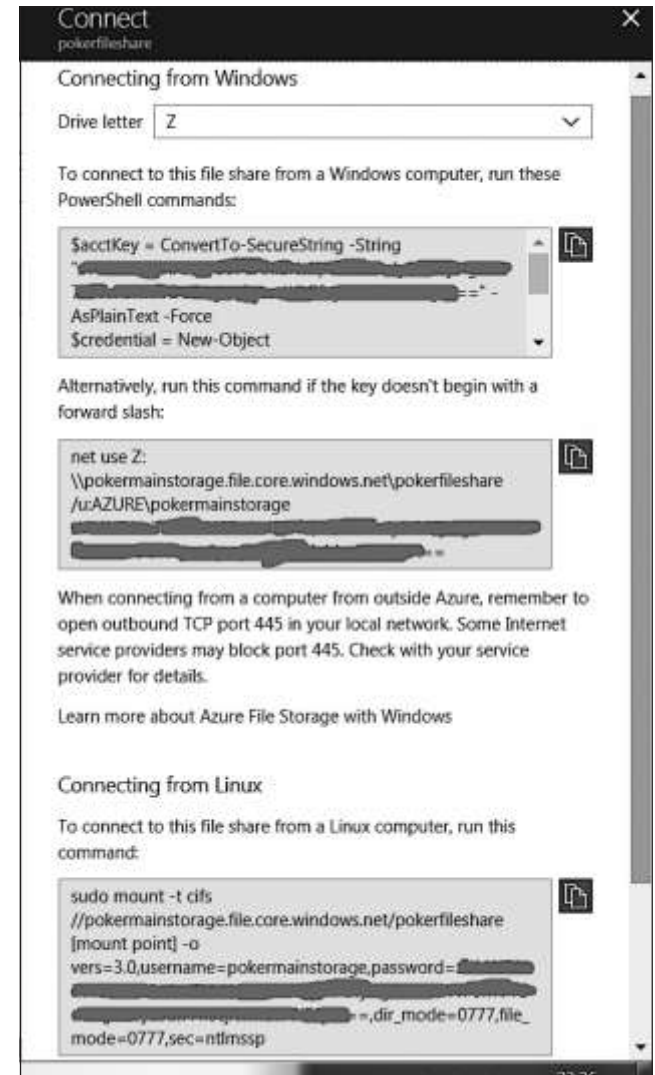 Connect
pokerfileshare
Connecting from Windows
Drive letter Z
To connect to this file share from a Windows computer, run these
PowerShell commands:
$acctKey = ConvertTo-SecureString -String
"
==" -
AsPlainText -Force
$credential = New-Object
Alternatively, run this command if the key doesn't begin with a
forward slash:
net use Z:
\\pokermainstorage.file.core.windows.net\pokerfileshare
/u:AZURE\pokermainstorage
==
When connecting from a computer from outside Azure, remember to
open outbound TCP port 445 in your local network. Some Internet
service providers may block port 445. Check with your service
provider for details.
Learn more about Azure File Storage with Windows
Connecting from Linux
To connect to this file share from a Linux computer, run this
command:
sudo mount -t cifs
//pokermainstorage.file.core.windows.net/pokerfileshare
[mount point] -o
vers=3.0,username=pokermainstorage,password=
==,dir_mode=0777,file_
mode=0777,sec=ntlmssp